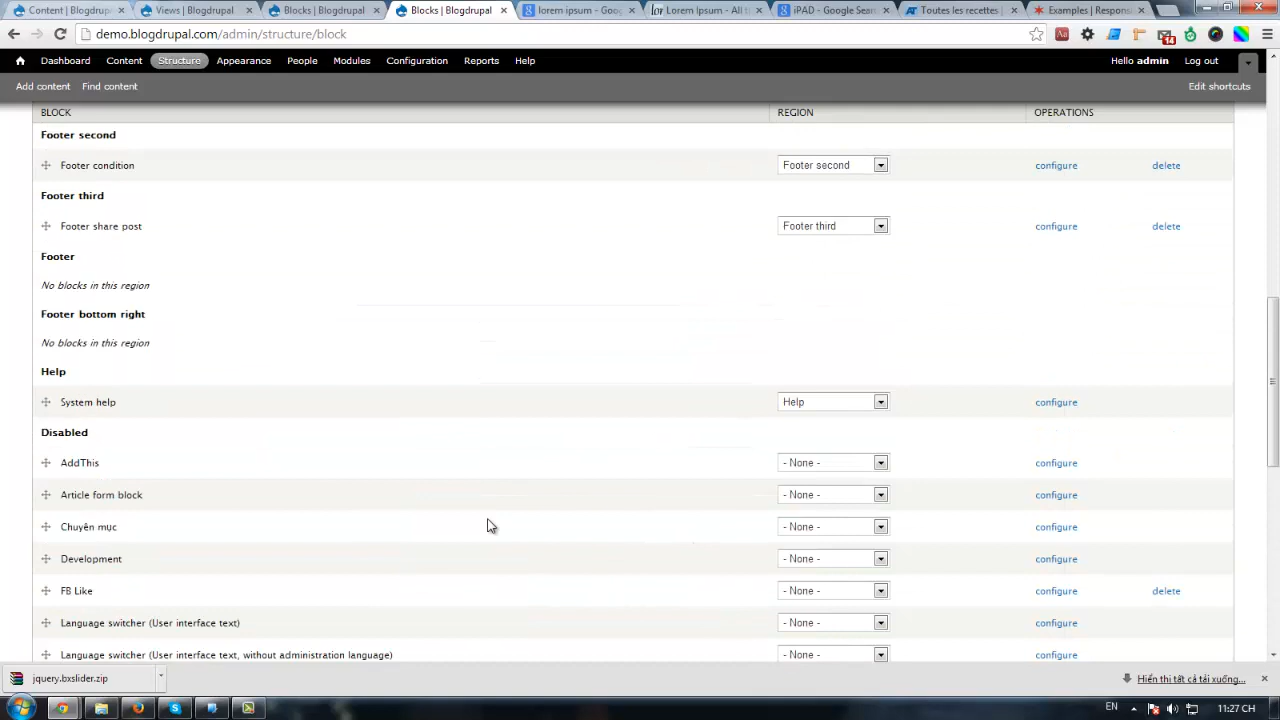 Content | Blogdrupal
Views | Blogdrupal
Blocks | Blogdrupal
Blocks | Blogdrupal
lorem ipsum - Goog
Lorem Ipsum - All t
iPAD - Google Sear
Toutes les recettes |
Examples | Respons
demo.blogdrupal.com/admin/structure/block
14
Dashboard Content Structure Appearance People Modules Configuration Reports Help Hello admin Log out
Add content Find content Edit shortcuts
BLOCK REGION OPERATIONS
Footer second
Footer condition Footer second configure delete
Footer third
Footer share post Footer third configure delete
Footer
No blocks in this region
Footer bottom right
No blocks in this region
Help
System help Help configure
Disabled
AddThis - None - configure
Article form block - None - configure
Chuyên mục - None - configure
Development - None - configure
FB Like - None - configure delete
Language switcher (User interface text) - None - configure
Language switcher (User interface text, without administration language) - None - configure
jquery.bxslider.zip Hiển thị tất cả tải xuống...
EN 11:27 CH